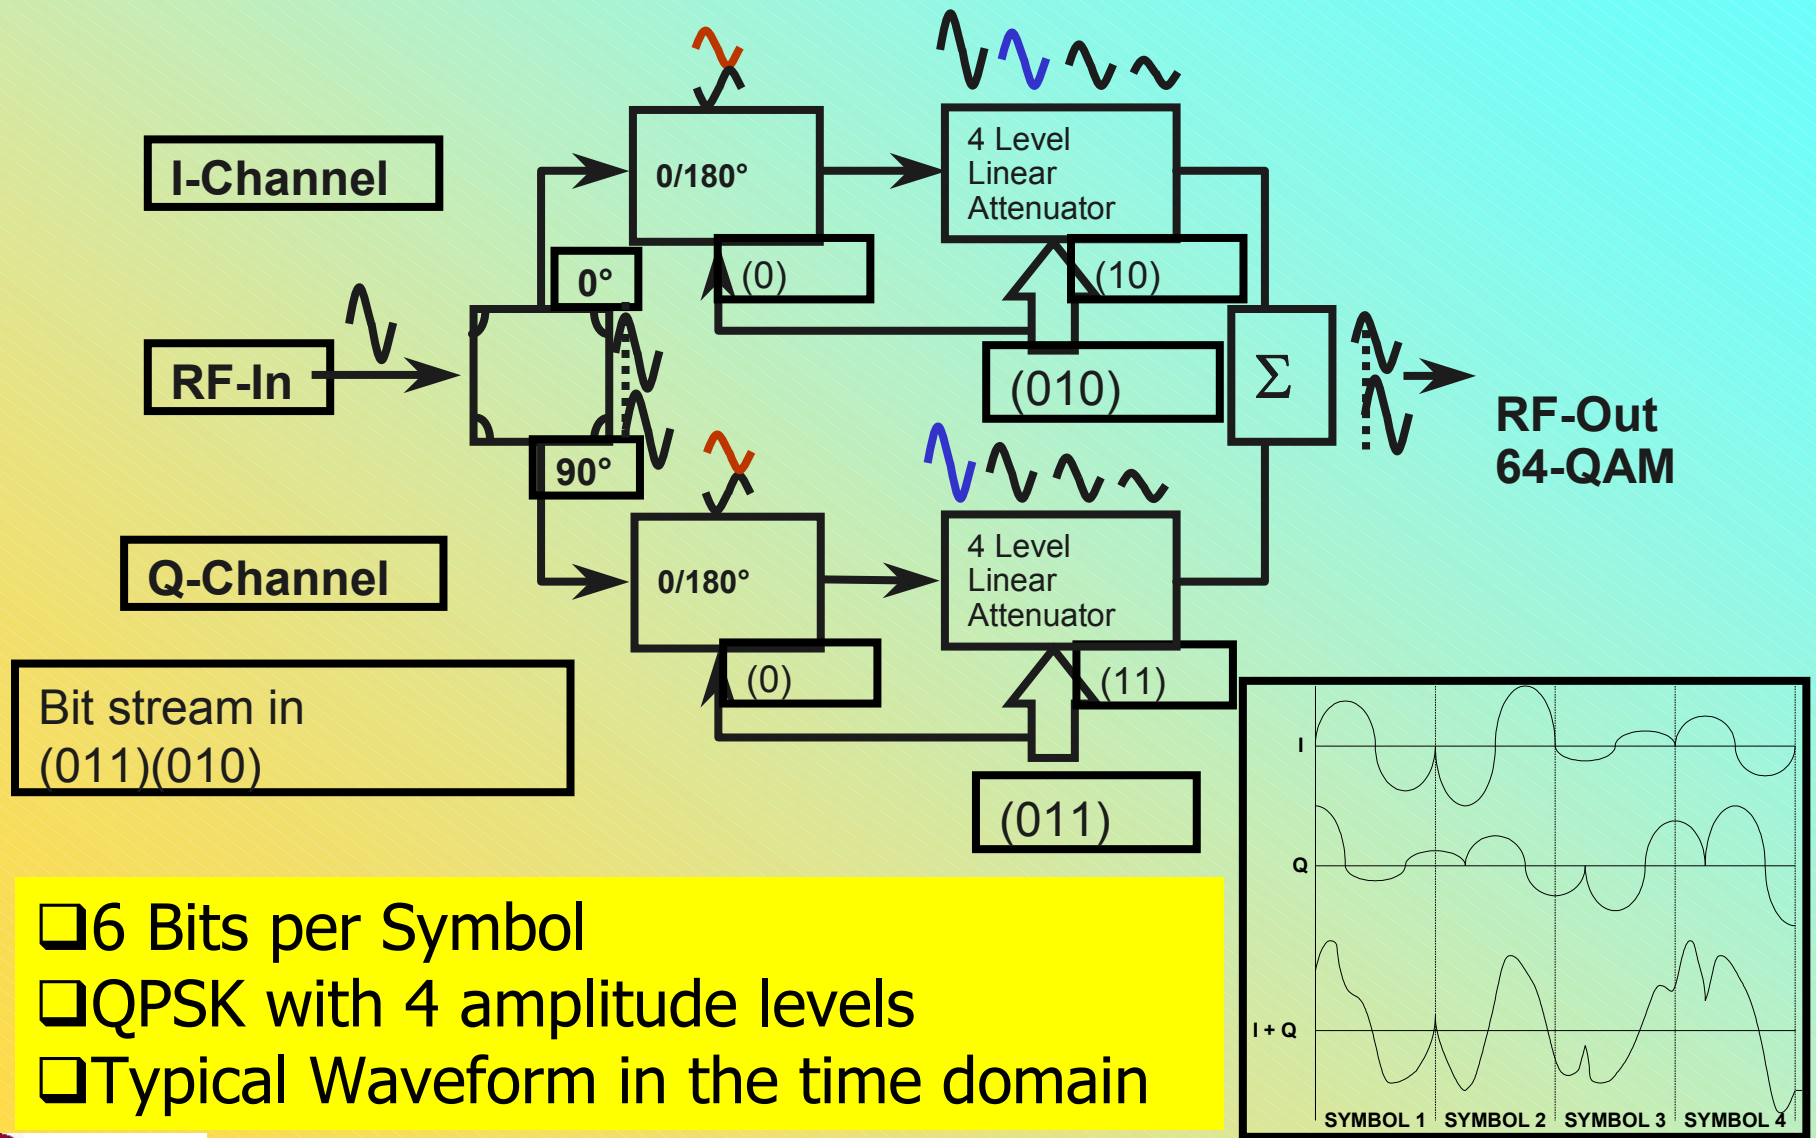 I-Channel
0/180°
4 Level
Linear
Attenuator
(0)
(10)
0°
RF-In
(010)
Σ
RF-Out
64-QAM
90°
Q-Channel
0/180°
4 Level
Linear
Attenuator
(0)
(11)
Bit stream in
(011)(010)
(011)
6 Bits per Symbol
QPSK with 4 amplitude levels
Typical Waveform in the time domain
I
Q
I + Q
SYMBOL 1 SYMBOL 2 SYMBOL 3 SYMBOL 4